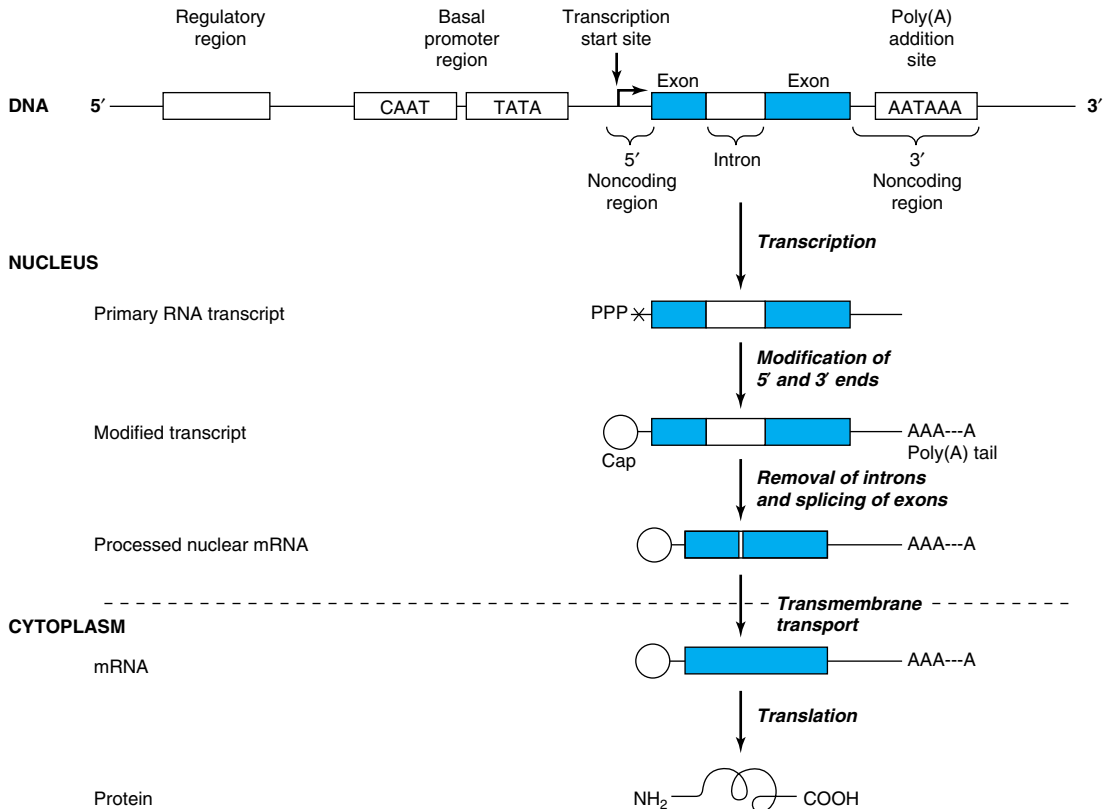 Regulatory
region
Basal
promoter
region
Transcription
start site
Poly(A)
addition
site
Exon
Exon
DNA
5′
CAAT
TATA
AATAAA
3′
5′
Noncoding
region
Intron
3′
Noncoding
region
Transcription
NUCLEUS
Primary RNA transcript
PPP
Modification of
5′ and 3′ ends
Modified transcript
Cap
AAA---A
Poly(A) tail
Removal of introns
and splicing of exons
Processed nuclear mRNA
AAA---A
Transmembrane
transport
CYTOPLASM
mRNA
AAA---A
Translation
Protein
NH2
COOH